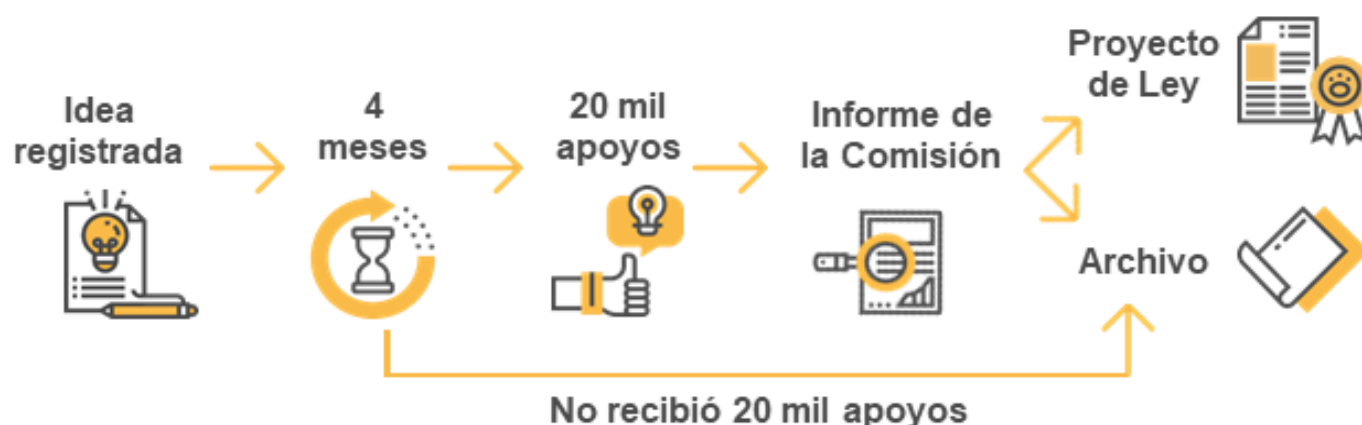 Idea
registrada
4
meses
20 mil
apoyos
Informe de
la Comisión
Proyecto
de Ley
Archivo
No recibió 20 mil apoyos